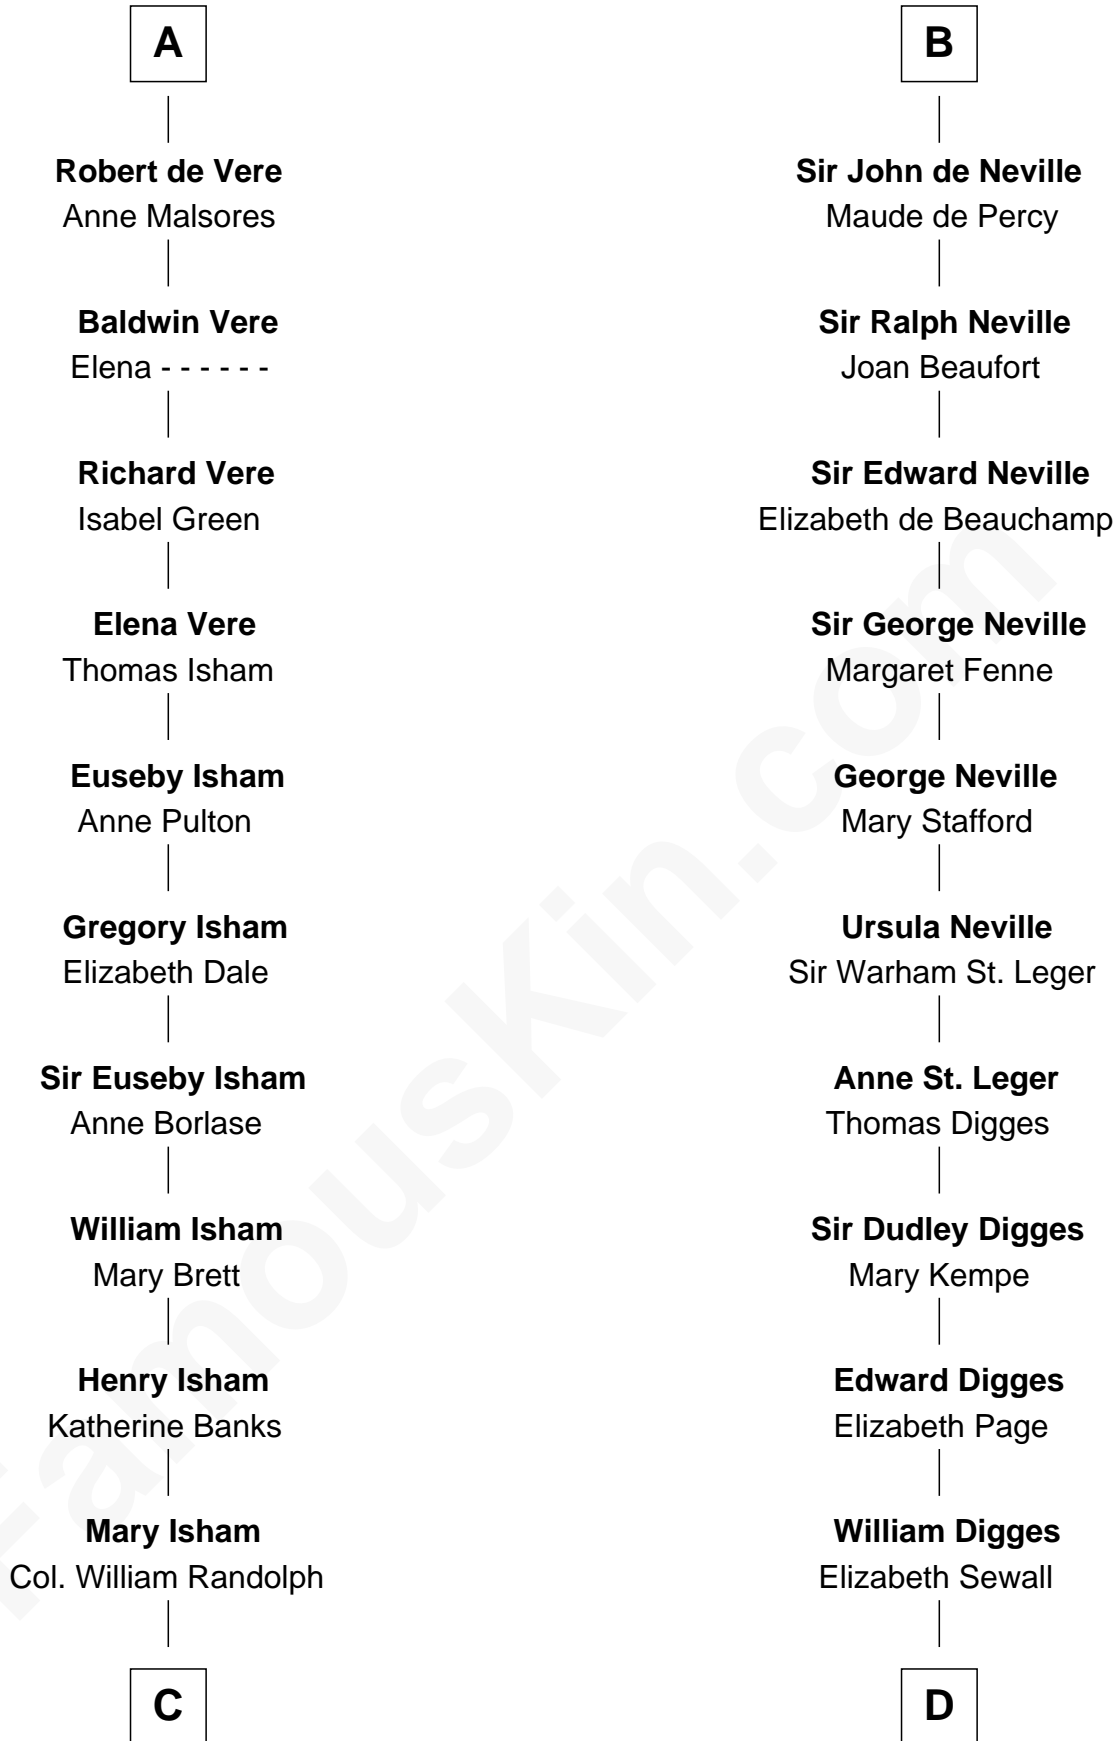 A
Robert de Vere
Anne Malsores
Baldwin Vere
Elena - - - - - -
Richard Vere
Isabel Green
Elena Vere
Thomas Isham
Euseby Isham
Anne Pulton
Gregory Isham
Elizabeth Dale
Sir Euseby Isham
Anne Borlase
William Isham
Mary Brett
Henry Isham
Katherine Banks
Mary Isham
Col. William Randolph
C
B
Sir John de Neville
Maude de Percy
Sir Ralph Neville
Joan Beaufort
Sir Edward Neville
Elizabeth de Beauchamp
Sir George Neville
Margaret Fenne
George Neville
Mary Stafford
Ursula Neville
Sir Warham St. Leger
Anne St. Leger
Thomas Digges
Sir Dudley Digges
Mary Kempe
Edward Digges
Elizabeth Page
William Digges
Elizabeth Sewall
D
FamousKin.com